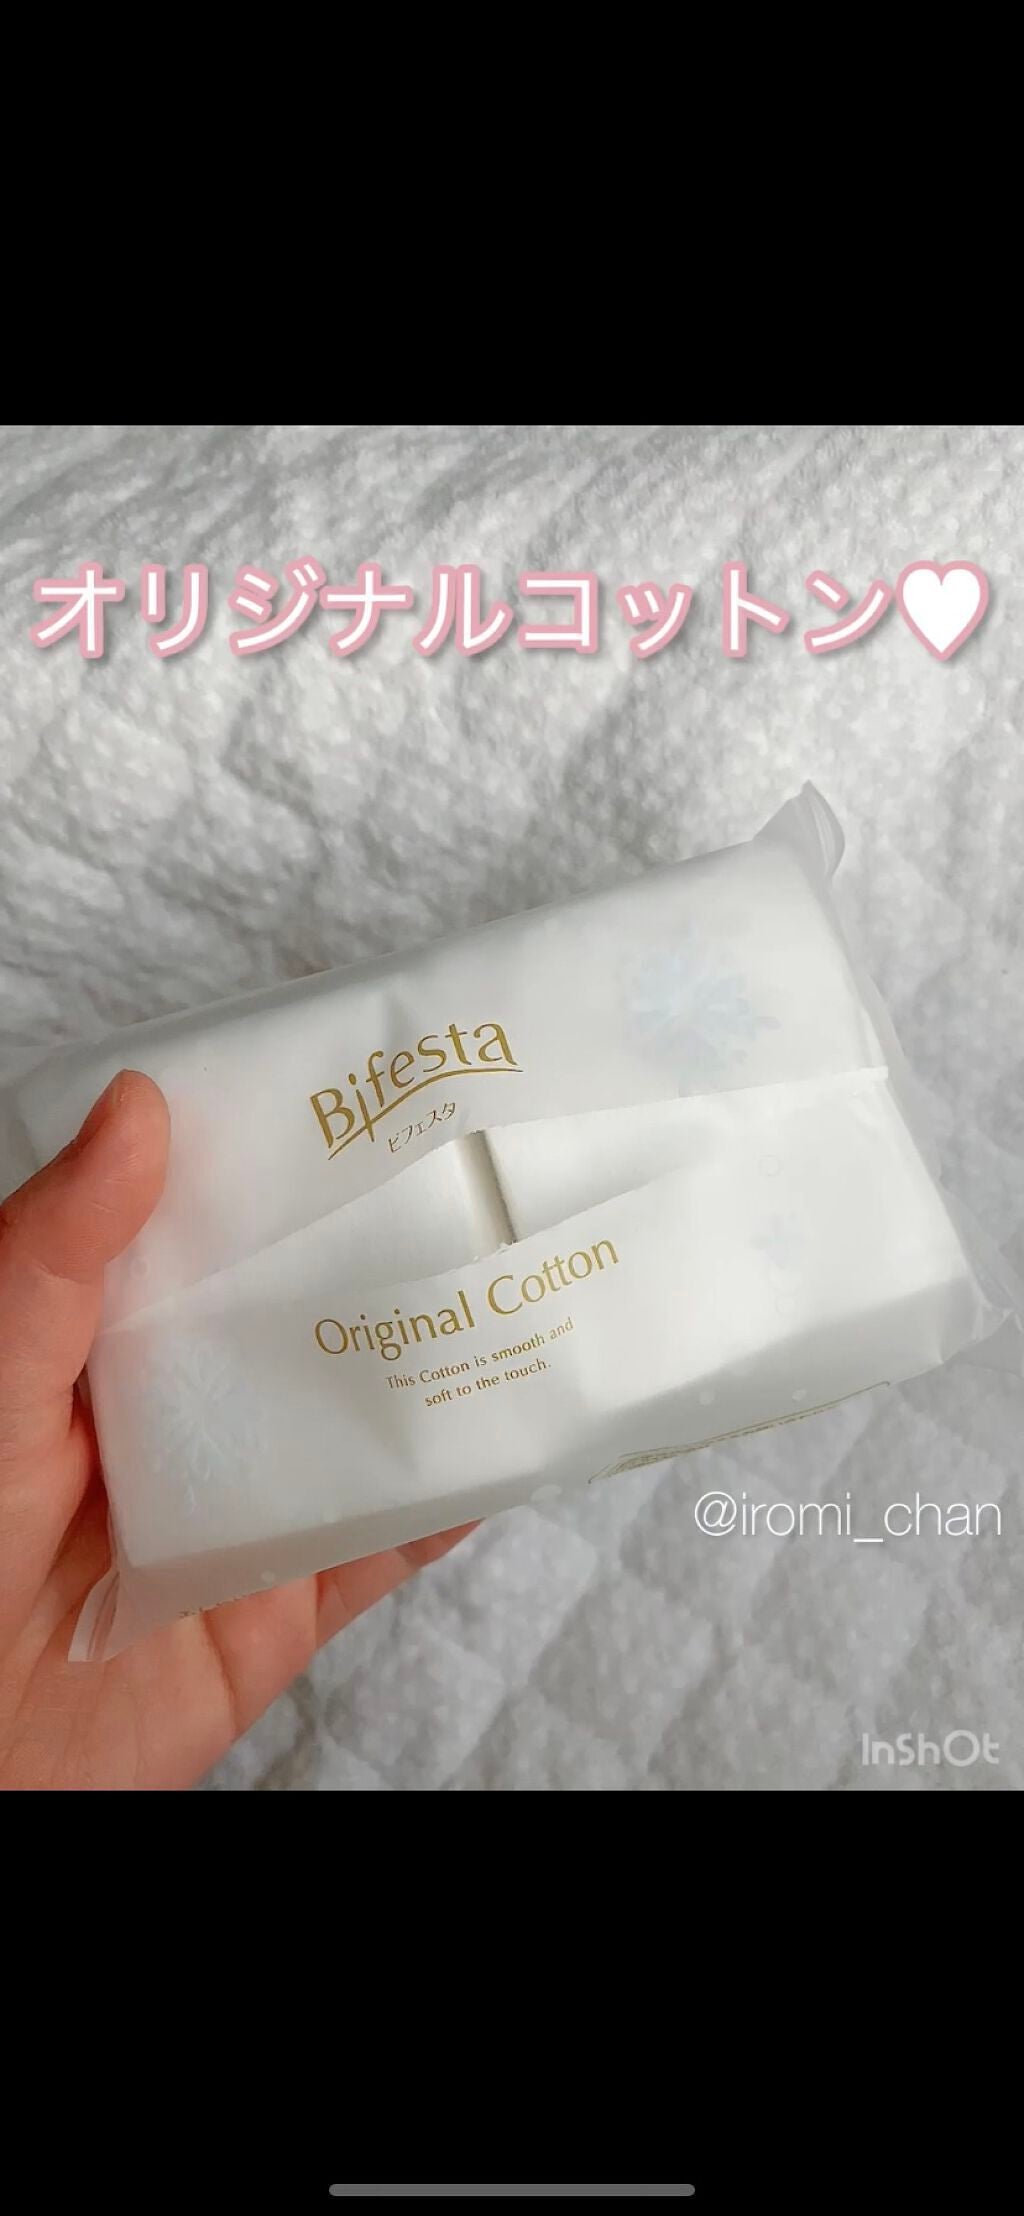 オリジナルコットン♥
Bifesta
ビフェスタ
Original Cotton
This Cotton is smooth and
soft to the touch.
@iromi_chan
InShOt